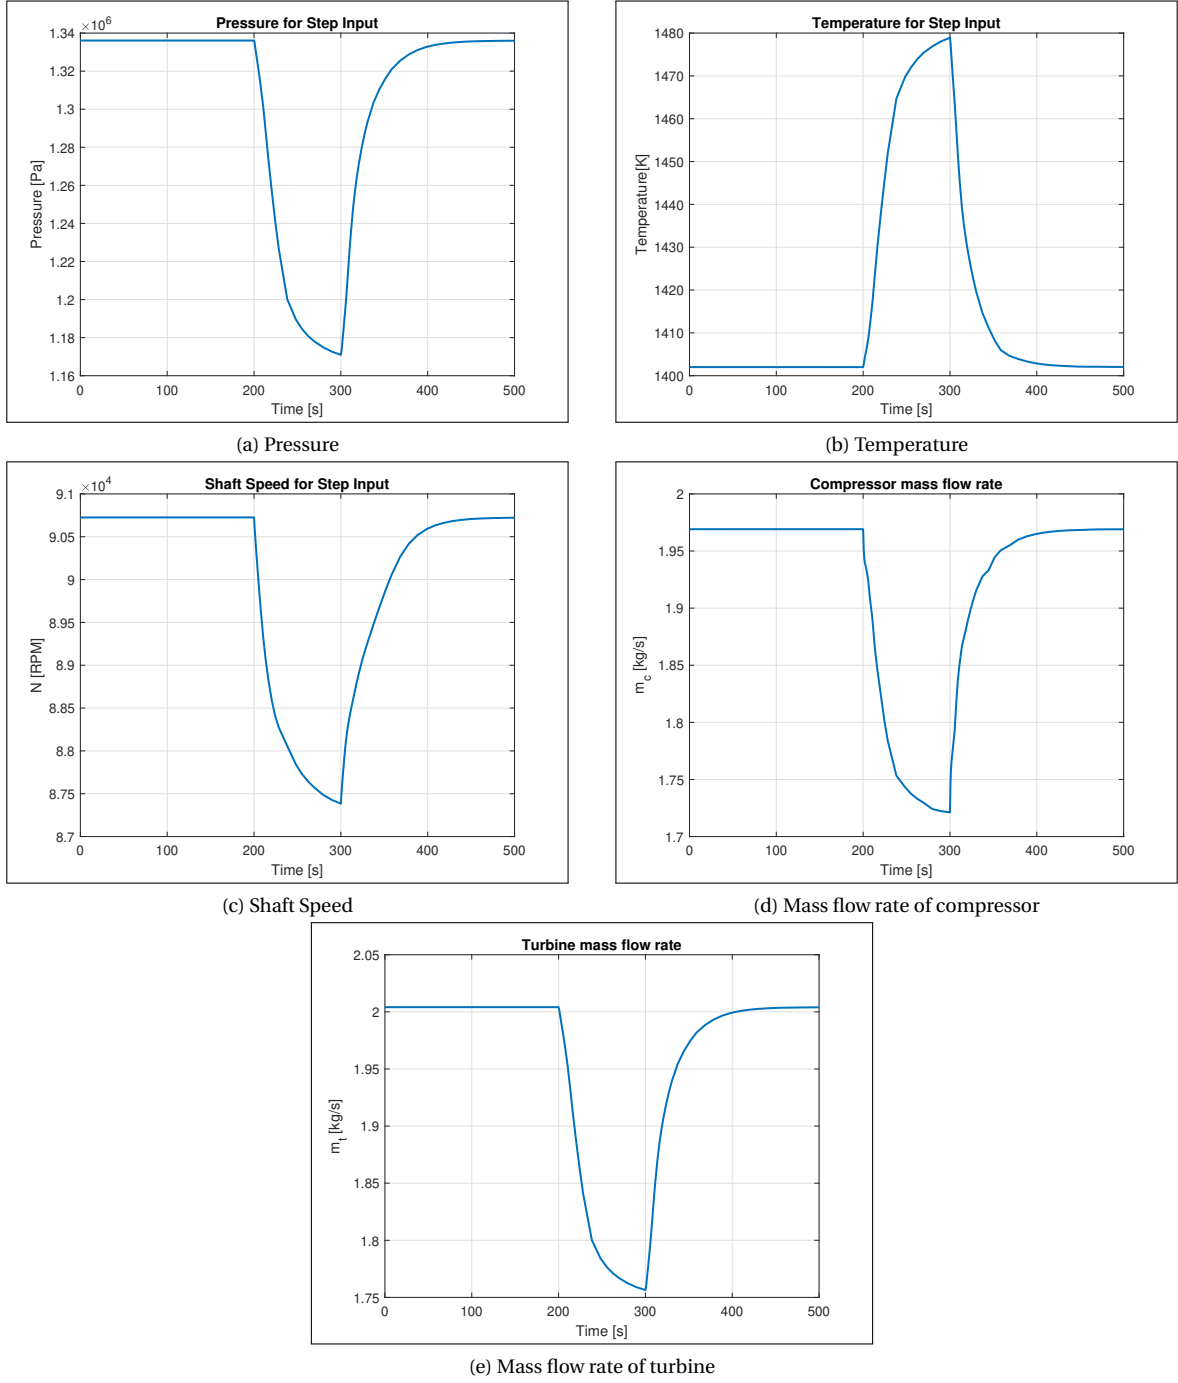 Pressure for Step Input
×10⁶
1.34
1.32
1.3
1.28
1.26
1.24
1.22
1.2
1.18
1.16
Pressure [Pa]
0 100 200 300 400 500
Time [s]
(a) Pressure
Temperature for Step Input
1480
1470
1460
1450
1440
1430
1420
1410
1400
Temperature[K]
0 100 200 300 400 500
Time [s]
(b) Temperature
Shaft Speed for Step Input
×10⁴
9.1
9.05
9
8.95
8.9
8.85
8.8
8.75
8.7
N [RPM]
0 100 200 300 400 500
Time [s]
(c) Shaft Speed
Compressor mass flow rate
2
1.95
1.9
1.85
1.8
1.75
1.7
m_c [kg/s]
0 100 200 300 400 500
Time [s]
(d) Mass flow rate of compressor
Turbine mass flow rate
2.05
2
1.95
1.9
1.85
1.8
1.75
m_t [kg/s]
0 100 200 300 400 500
Time [s]
(e) Mass flow rate of turbine